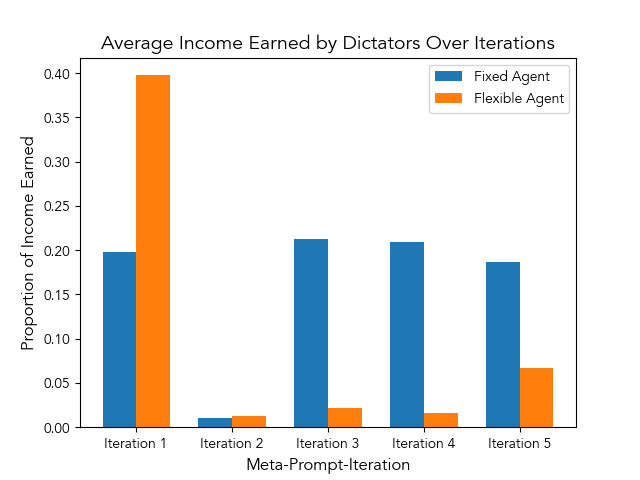 Average Income Earned by Dictators Over Iterations
Fixed Agent
Flexible Agent
Proportion of Income Earned
0.40
0.35
0.30
0.25
0.20
0.15
0.10
0.05
0.00
Iteration 1 Iteration 2 Iteration 3 Iteration 4 Iteration 5
Meta-Prompt-Iteration